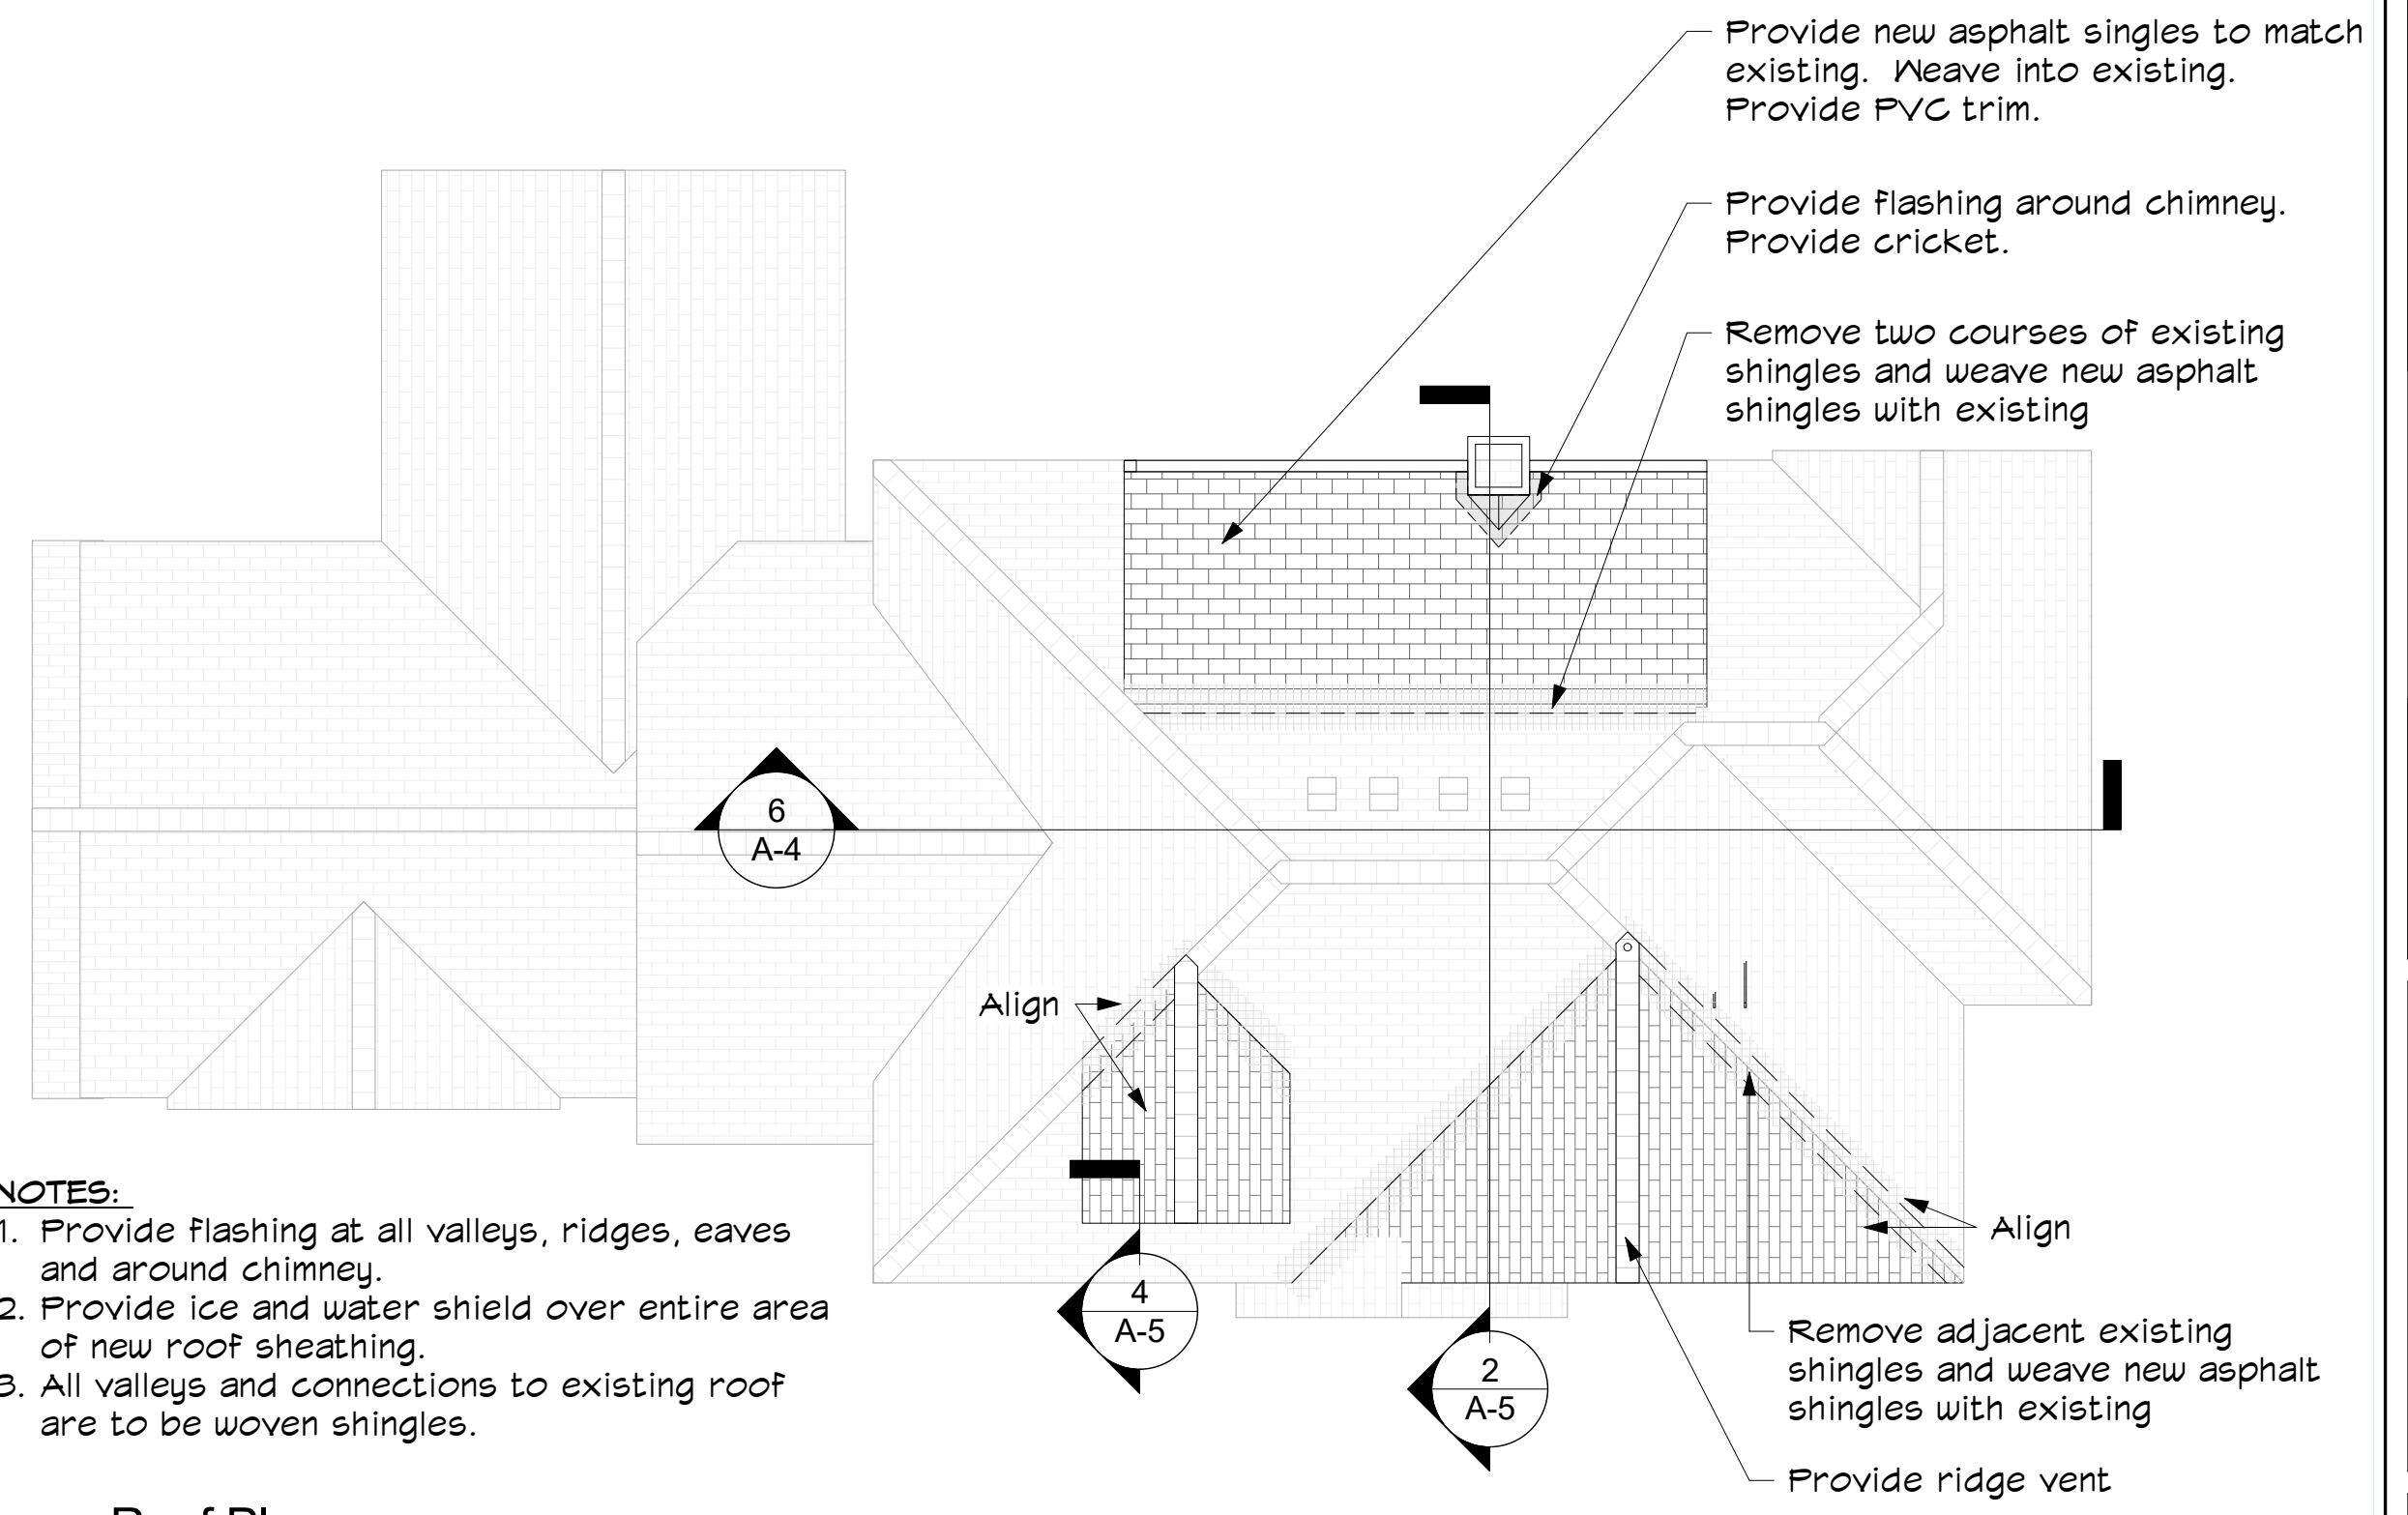 Provide new asphalt singles to match
existing. Weave into existing.
Provide PVC trim.
Provide flashing around chimney.
Provide cricket.
Remove two courses of existing
shingles and weave new asphalt
shingles with existing
6
A-4
Align
NOTES:
1. Provide flashing at all valleys, ridges, eaves
and around chimney.
2. Provide ice and water shield over entire area
of new roof sheathing.
3. All valleys and connections to existing roof
are to be woven shingles.
4
A-5
2
A-5
Align
Remove adjacent existing
shingles and weave new asphalt
shingles with existing
Provide ridge vent